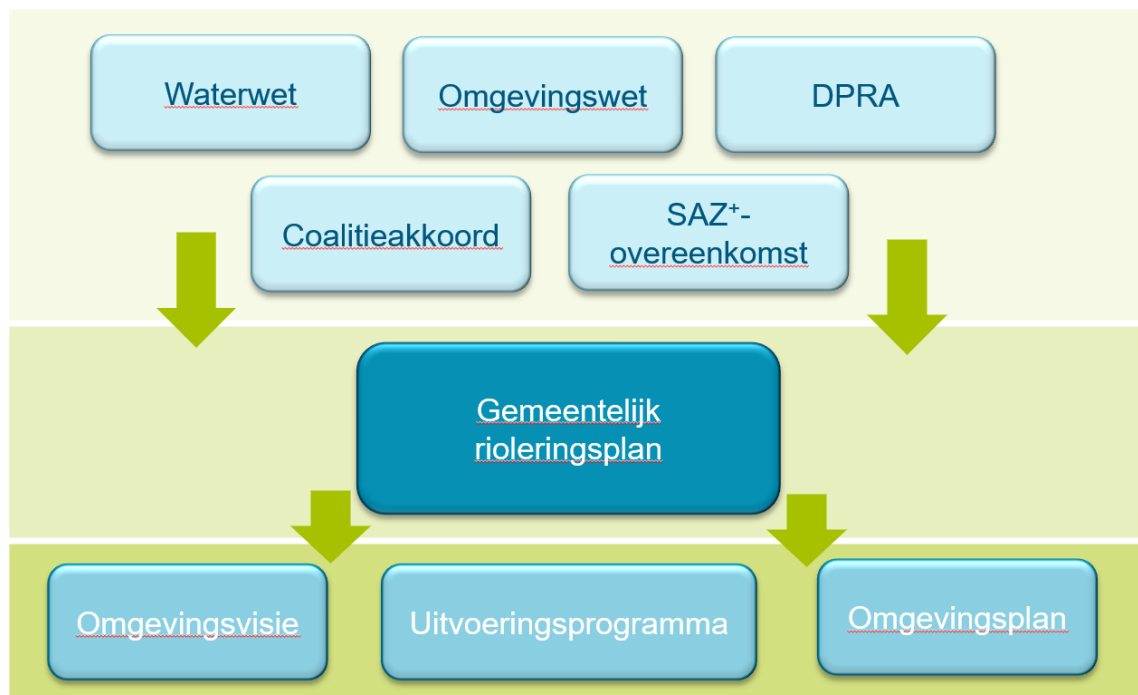 Waterwet
Omgevingswet
DPRA
Coalitieakkoord
SAZ⁺-
overeenkomst
Gemeentelijk
rioleringsplan
Omgevingsvisie
Uitvoeringsprogramma
Omgevingsplan